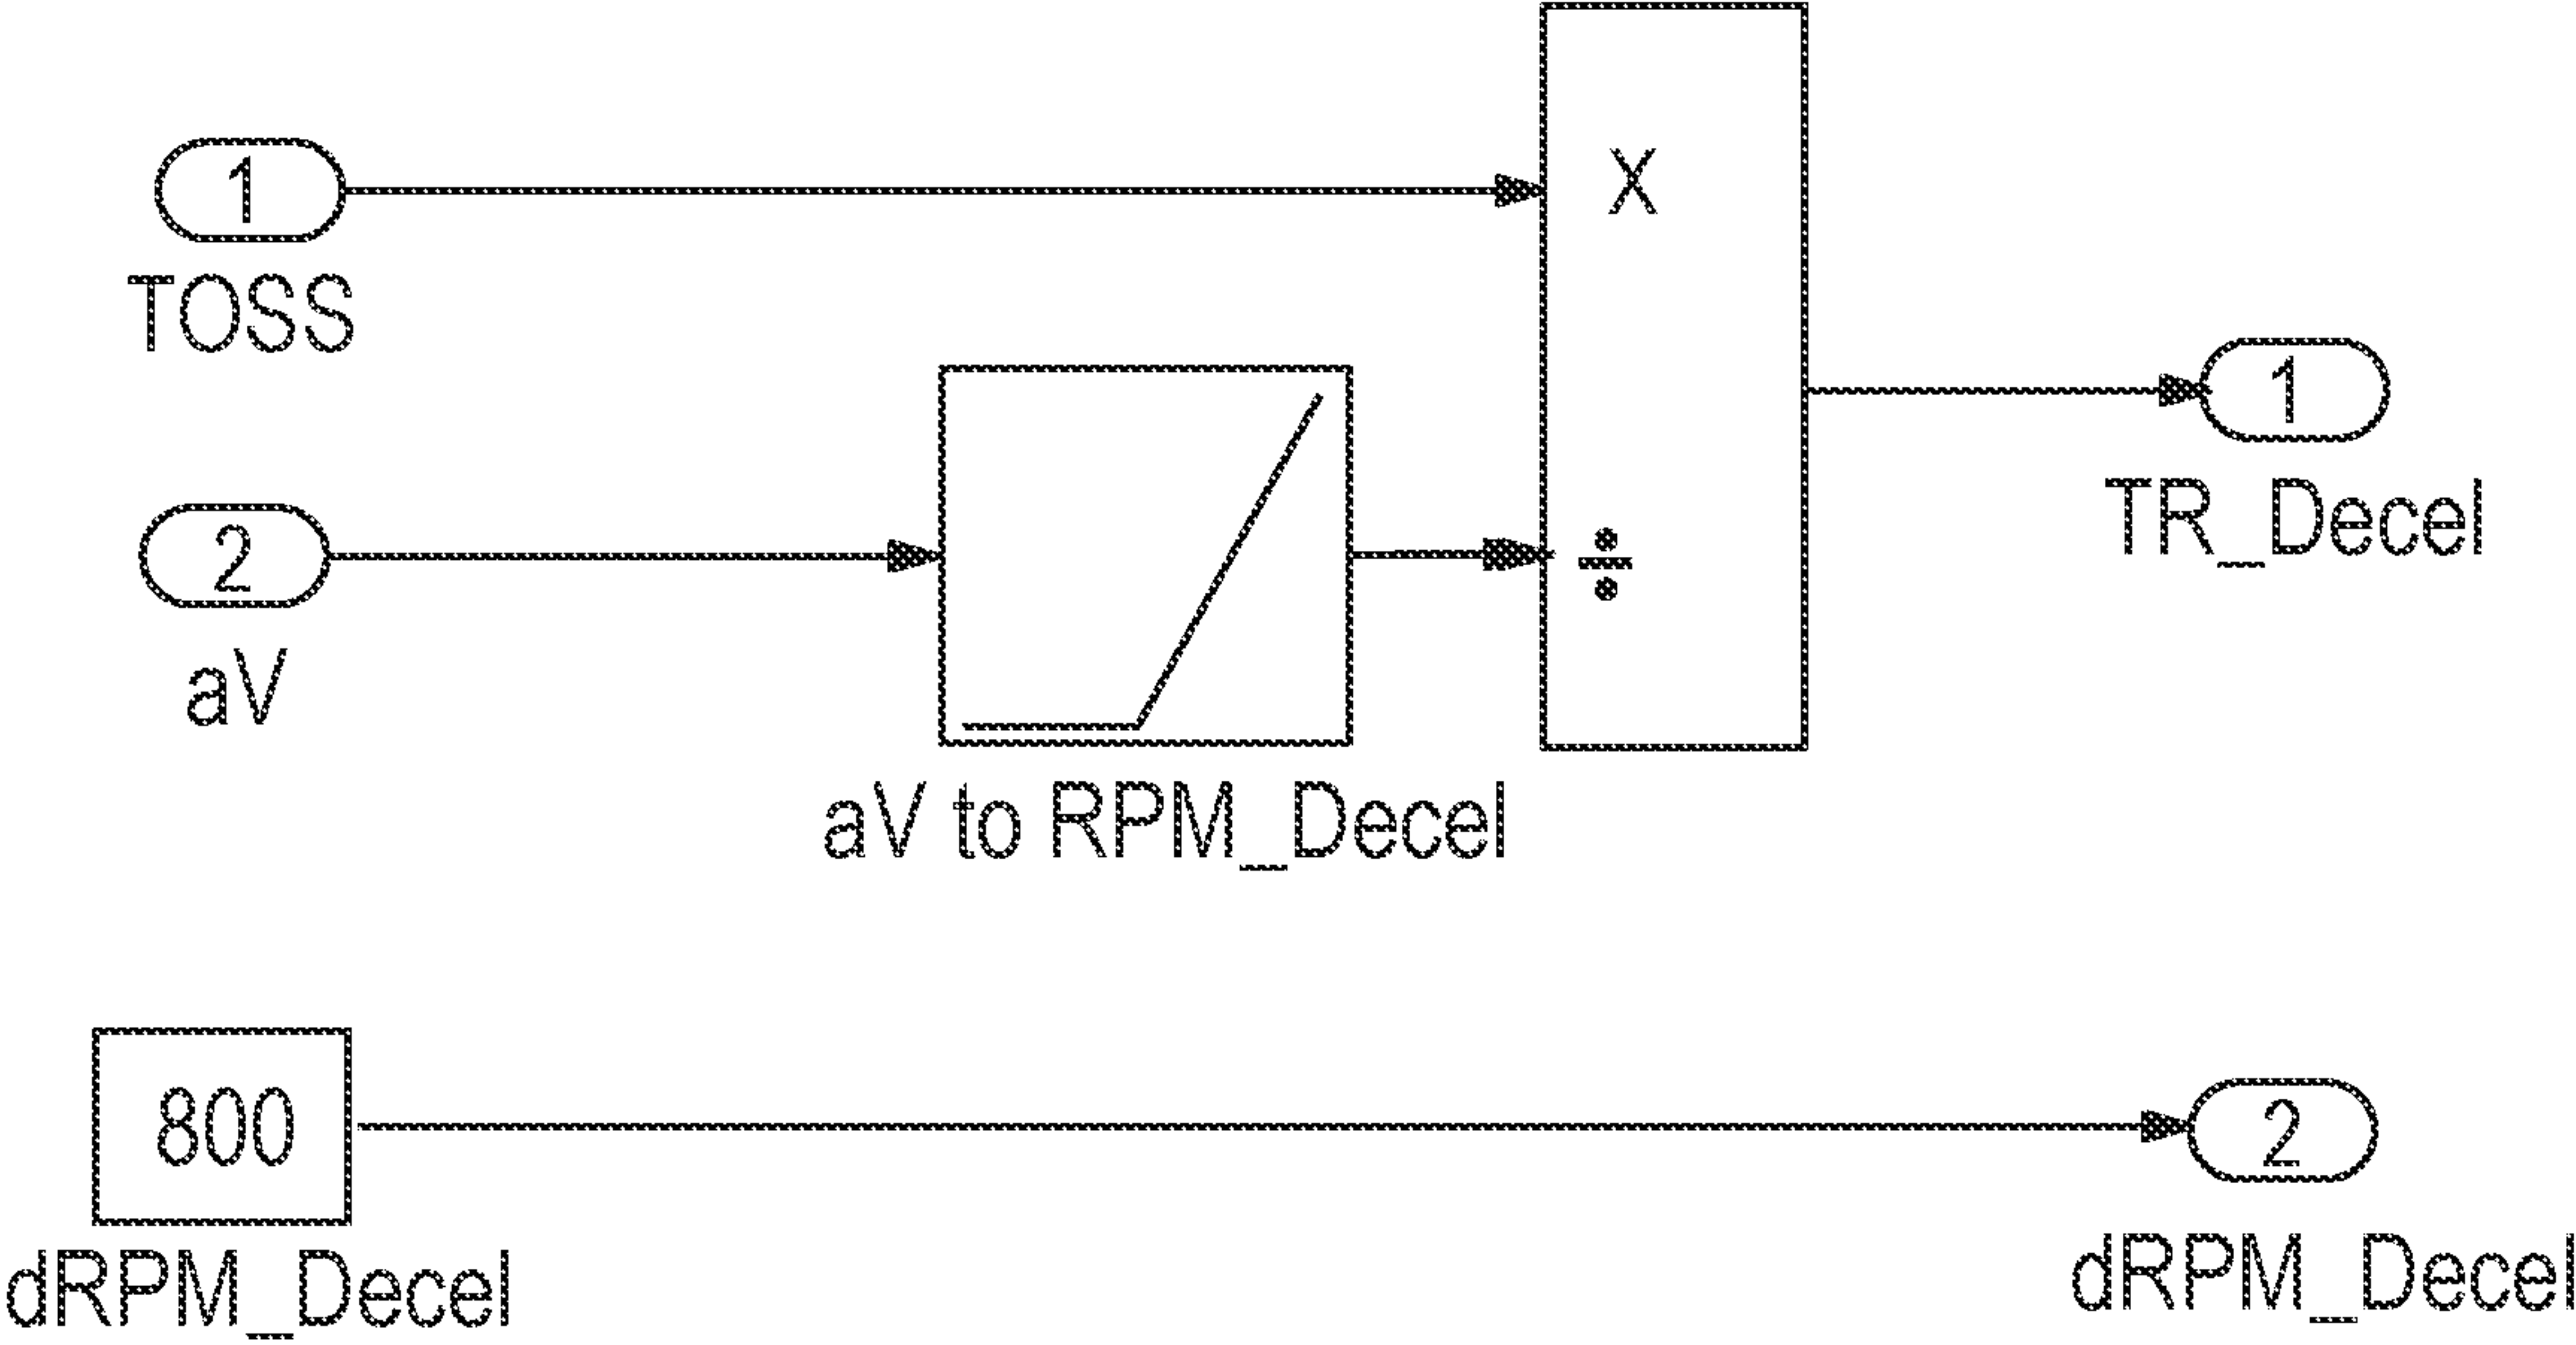 1
X
TOSS
1
TR_Decel
2
÷
aV
aV to RPM_Decel
800
2
dRPM_Decel
dRPM_Decel